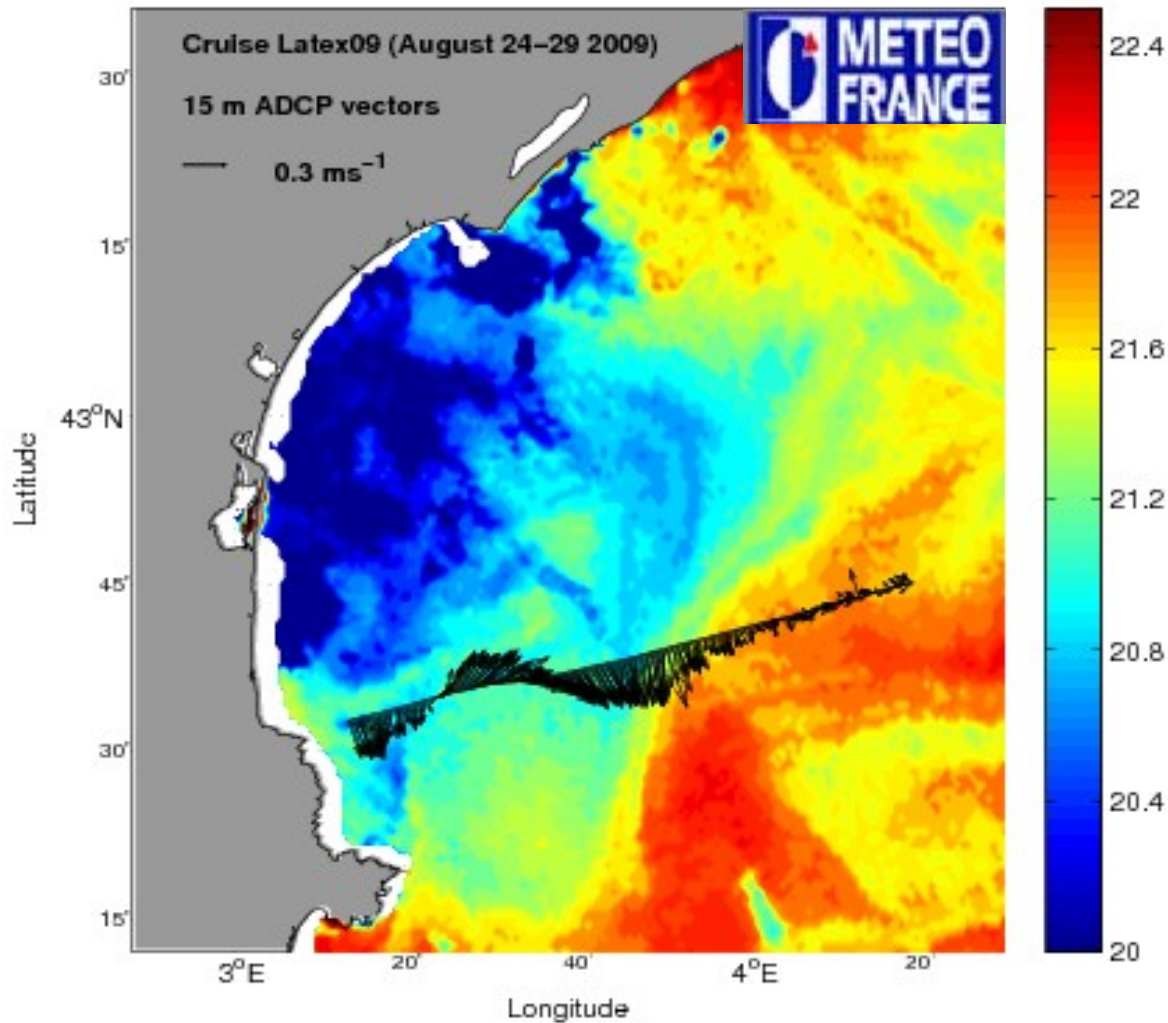 Cruise Latex09 (August 24–29 2009)
15 m ADCP vectors
0.3 ms⁻¹
METEO
FRANCE
30'
15'
43°N
45'
30'
15'
Latitude
3°E
20'
40'
4°E
20'
Longitude
22.4
22
21.6
21.2
20.8
20.4
20